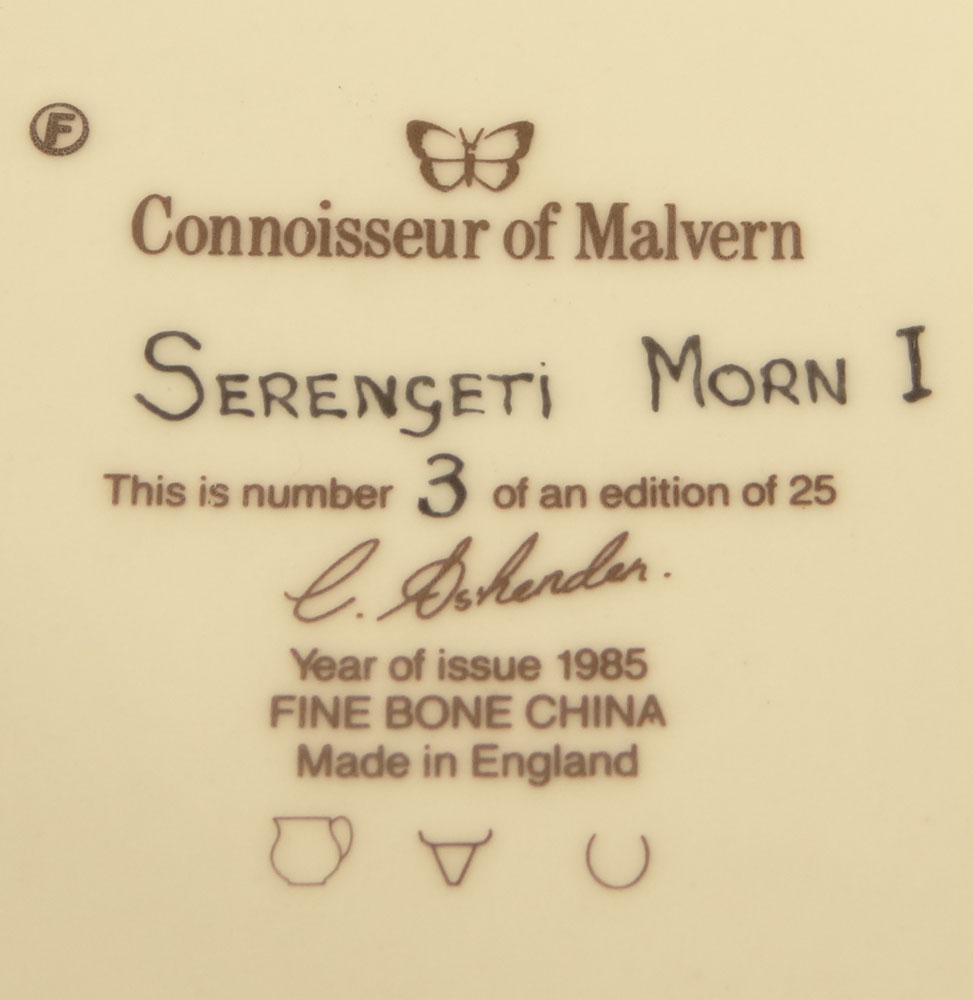 F
Connoisseur of Malvern
SERENGETi MORN I
This is number 3 of an edition of 25
Year of issue 1985
FINE BONE CHINA
Made in England